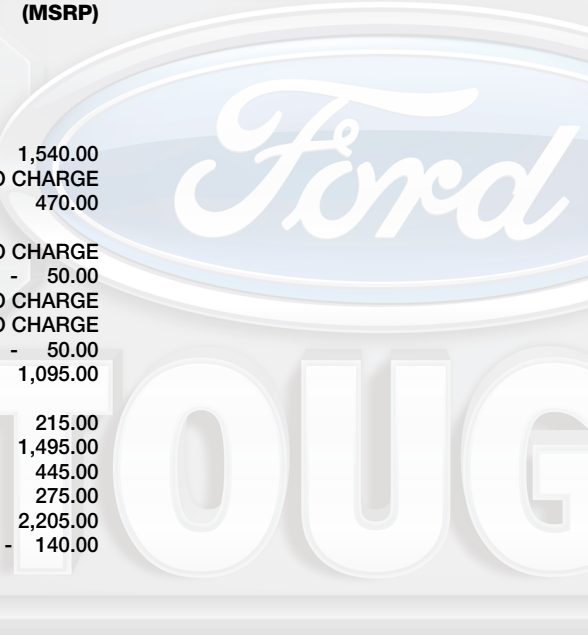 (MSRP)
Ford
1,540.00
O CHARGE
470.00
O CHARGE
- 50.00
O CHARGE
O CHARGE
- 50.00
1,095.00
TOUG
215.00
1,495.00
445.00
275.00
2,205.00
- 140.00